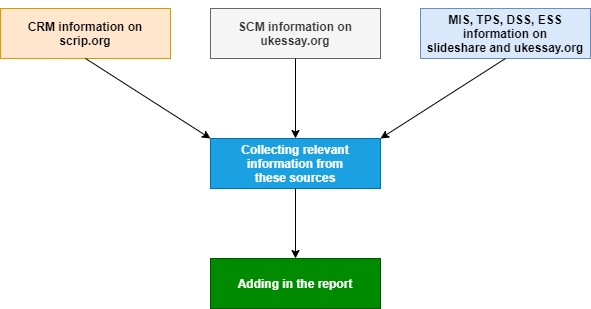 CRM information on
scrip.org
SCM information on
ukessay.org
MIS, TPS, DSS, ESS
information on
slideshare and ukessay.org
Collecting relevant
information from
these sources
Adding in the report